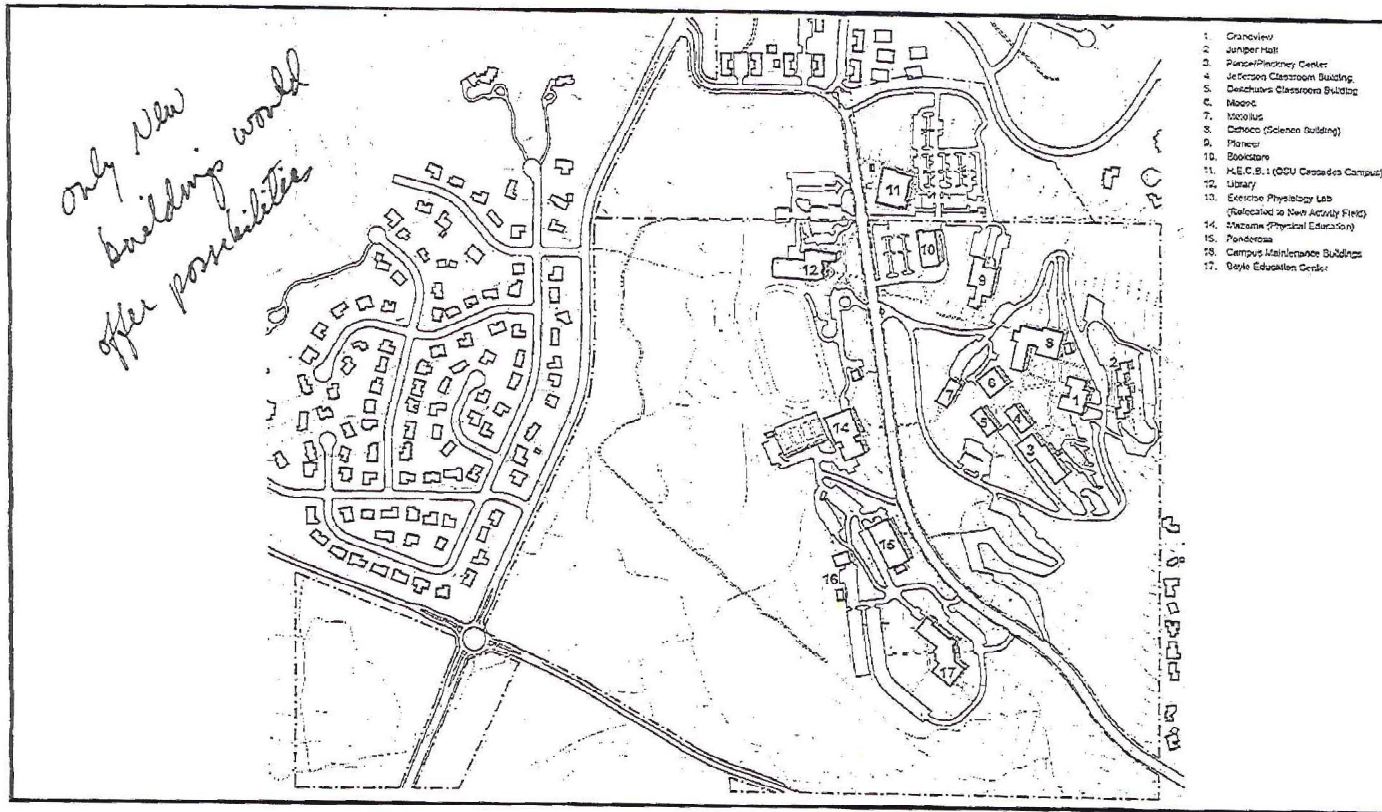 only New
buildings would
offer possibilities
1. Grandview
2 Juniper Hall
3. Pence/Pinckney Center
4. Jefferson Classroom Building
5. Deschutes Classroom Building
6. Modoc
7. Metolius
8. Ochoco (Science Building)
9. Pioneer
10. Bookstore
11. H.E.C.B. 1 (OSU Cascades Campus)
12. Library
13. Exercise Physiology Lab
(Relocated to New Activity Field)
14. Mazama (Physical Education)
15. Ponderosa
16. Campus Maintenance Buildings
17. Boyle Education Center
11
10
12
9
8
2
6
7
1
5
4
3
14
15
16
17